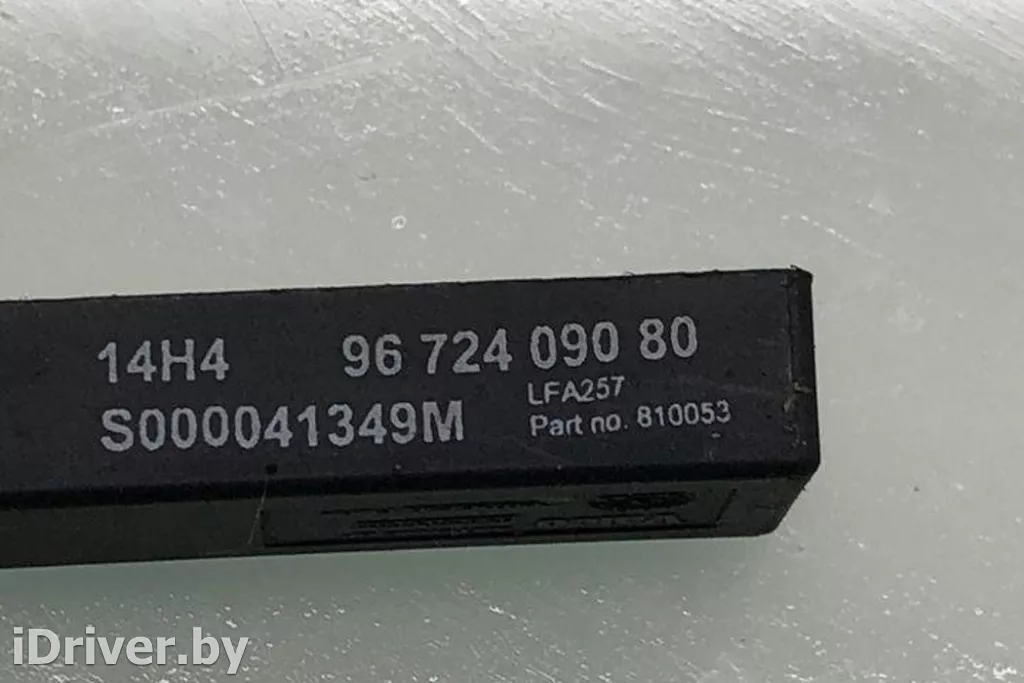 14H4 96 724 090 80
LFA257
S000041349M Part no. 810053
iDriver.by